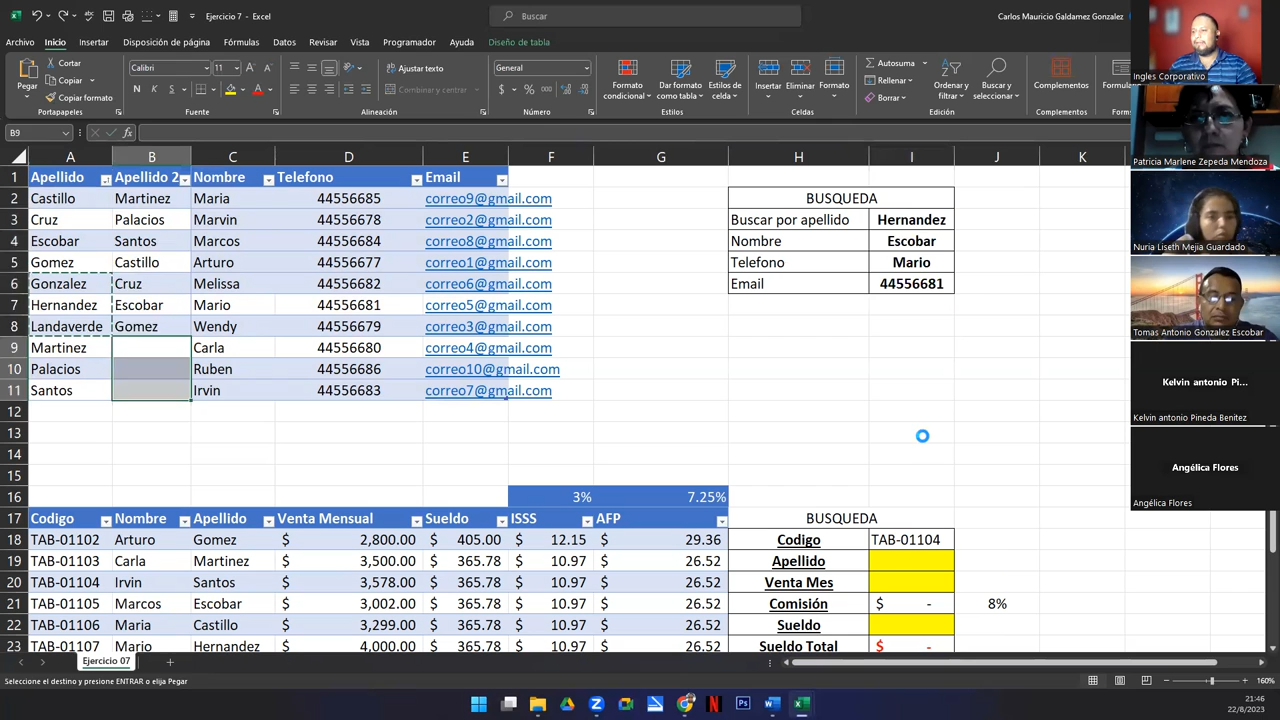 Ejercicio 7 - Excel
Buscar
Carlos Mauricio Galdamez Gonzalez
Archivo Inicio Insertar Disposición de página Fórmulas Datos Revisar Vista Programador Ayuda Diseño de tabla
Pegar
Cortar
Copiar
Copiar formato
Portapapeles
Calibri 11
N K S
Fuente
Ajustar texto
Combinar y centrar
Alineación
General
$ %
Número
Formato condicional
Dar formato como tabla
Estilos de celda
Estilos
Insertar Eliminar Formato
Celdas
Autosuma
Rellenar
Borrar
Ordenar y filtrar
Buscar y seleccionar
Edición
Complementos
Complementos
B9
fx
A B C D E F G H I J K
1 Apellido Apellido 2 Nombre Telefono Email
2 Castillo Martinez Maria 44556685 correo9@gmail.com BUSQUEDA
3 Cruz Palacios Marvin 44556678 correo2@gmail.com Buscar por apellido Hernandez
4 Escobar Santos Marcos 44556684 correo8@gmail.com Nombre Escobar
5 Gomez Castillo Arturo 44556677 correo1@gmail.com Telefono Mario
6 Gonzalez Cruz Melissa 44556682 correo6@gmail.com Email 44556681
7 Hernandez Escobar Mario 44556681 correo5@gmail.com
8 Landaverde Gomez Wendy 44556679 correo3@gmail.com
9 Martinez Carla 44556680 correo4@gmail.com
10 Palacios Ruben 44556686 correo10@gmail.com
11 Santos Irvin 44556683 correo7@gmail.com
12
13
14
15
16 3% 7.25%
17 Codigo Nombre Apellido Venta Mensual Sueldo ISSS AFP BUSQUEDA
18 TAB-01102 Arturo Gomez $ 2,800.00 $ 405.00 $ 12.15 $ 29.36 Codigo TAB-01104
19 TAB-01103 Carla Martinez $ 3,500.00 $ 365.78 $ 10.97 $ 26.52 Apellido
20 TAB-01104 Irvin Santos $ 3,578.00 $ 365.78 $ 10.97 $ 26.52 Venta Mes
21 TAB-01105 Marcos Escobar $ 3,002.00 $ 365.78 $ 10.97 $ 26.52 Comisión $ - 8%
22 TAB-01106 Maria Castillo $ 3,299.00 $ 365.78 $ 10.97 $ 26.52 Sueldo
23 TAB-01107 Mario Hernandez $ 4,000.00 $ 365.78 $ 10.97 $ 26.52 Sueldo Total $ -
Ejercicio 07
Seleccione el destino y presione ENTRAR o elija Pegar
160%
21:46
22/8/2023
Ingles Corporativo
Patricia Marlene Zepeda Mendoza
Nuria Liseth Mejia Guardado
Tomas Antonio Gonzalez Escobar
Kelvin antonio Pi...
Kelvin antonio Pineda Benitez
Angélica Flores
Angélica Flores